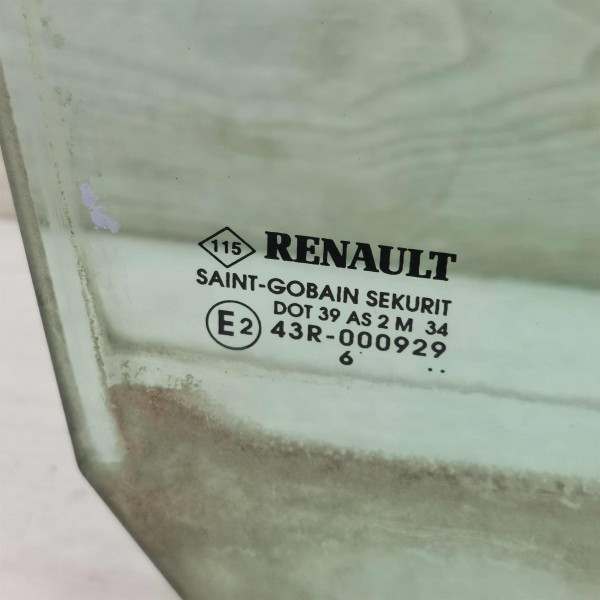 115 RENAULT
SAINT-GOBAIN SEKURIT
DOT 39 AS 2 M 34
E2 43R-000929
6 ..